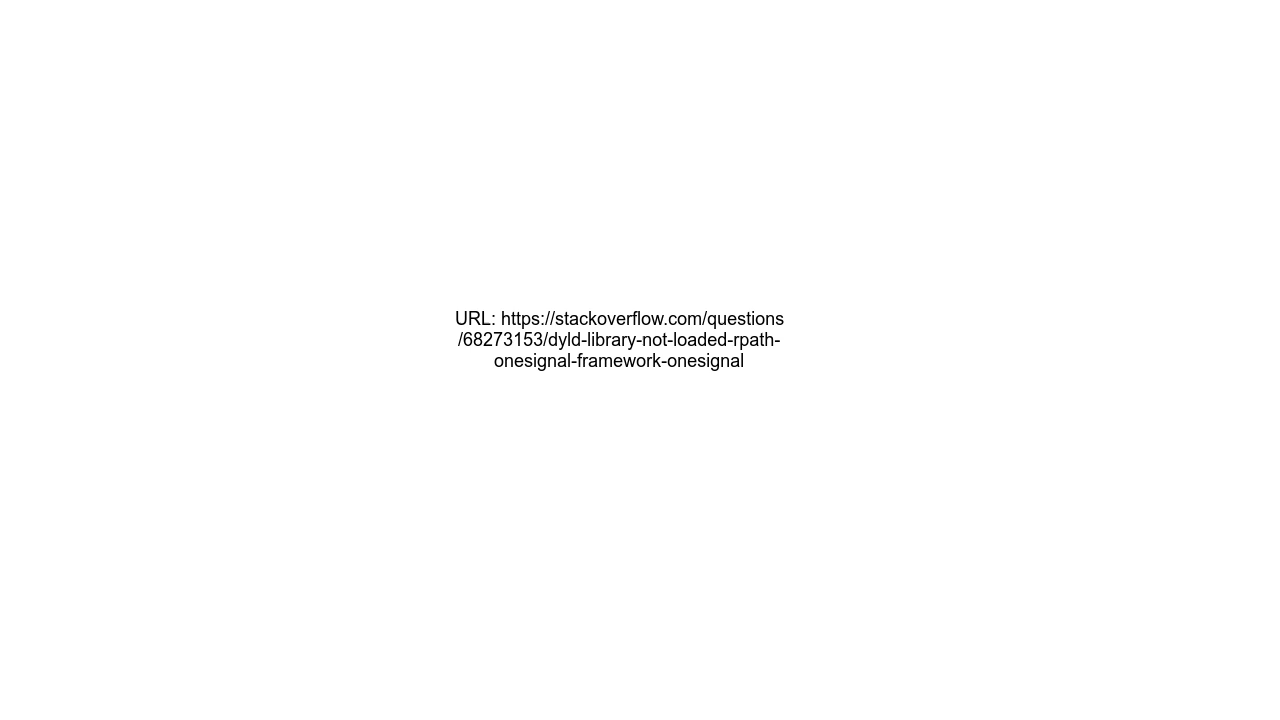 URL: https://stackoverflow.com/questions
/68273153/dyld-library-not-loaded-rpath-
onesignal-framework-onesignal